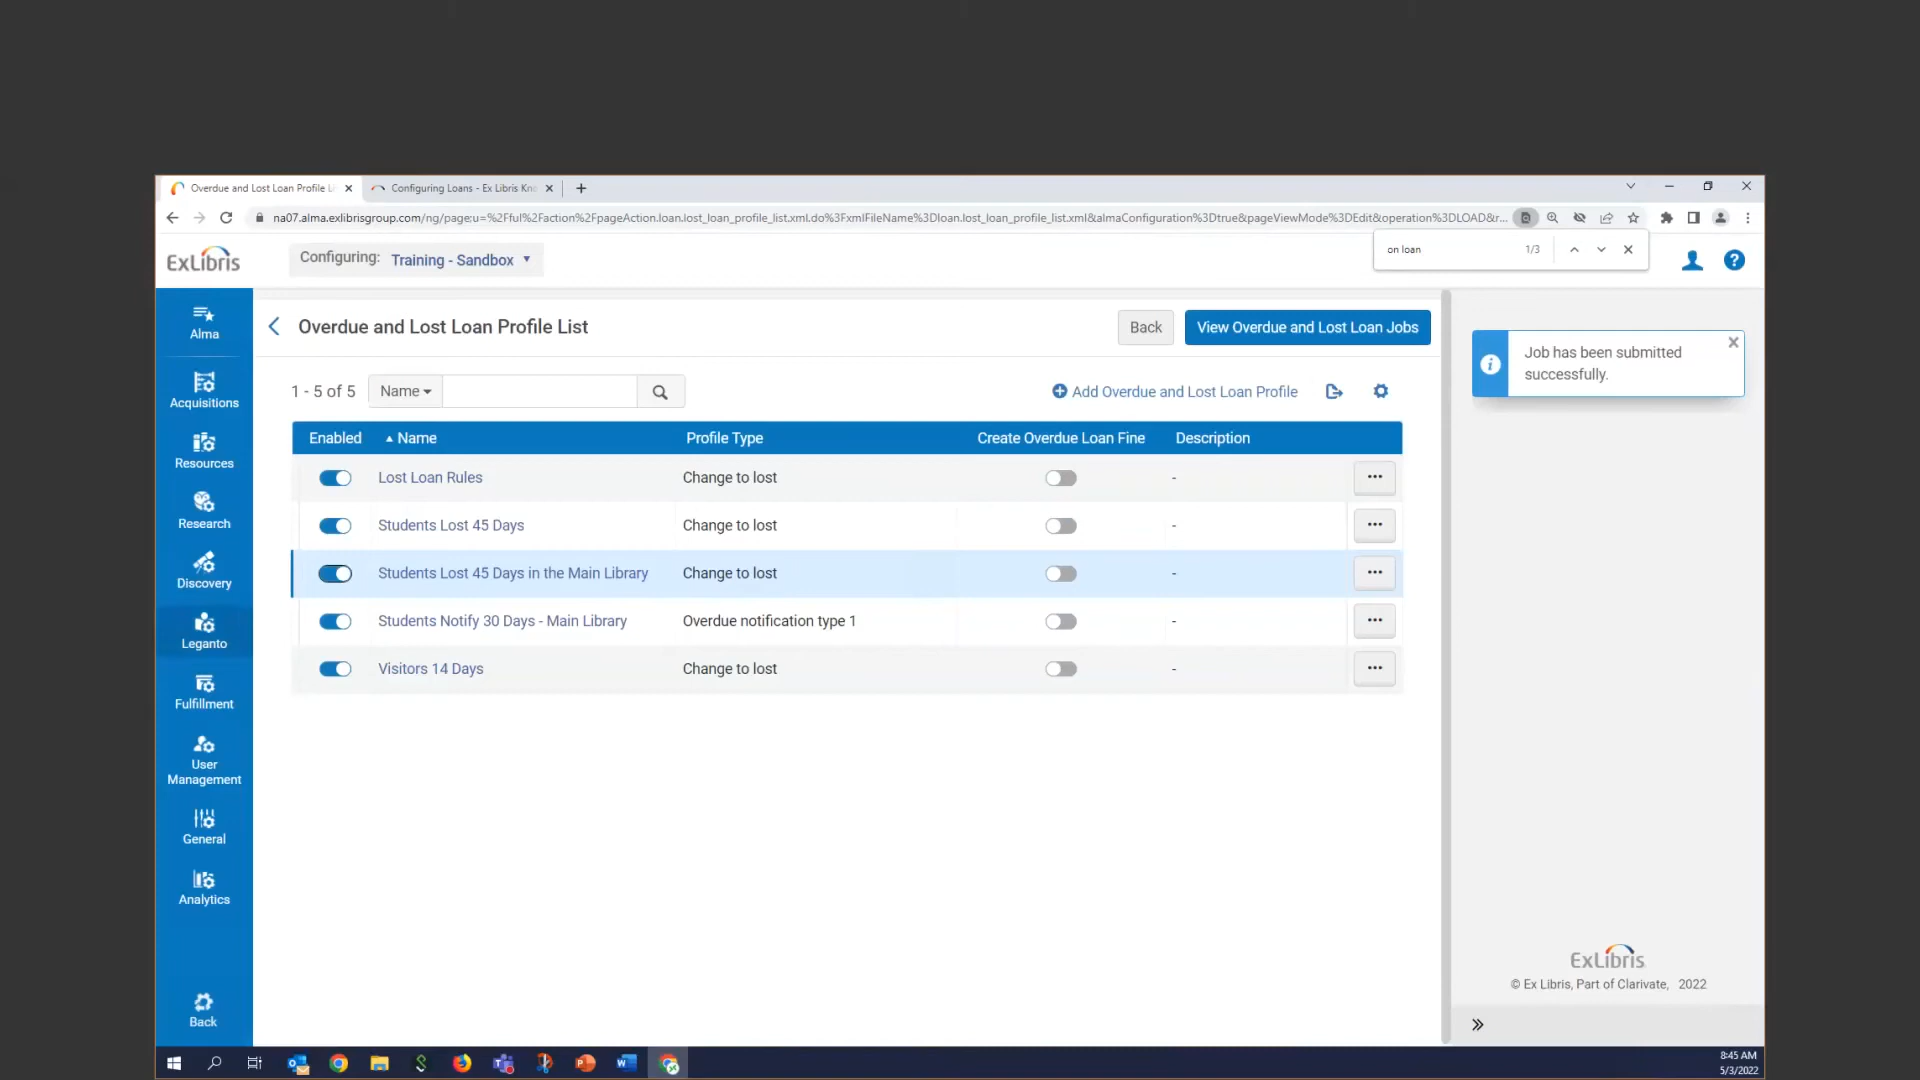 Overdue and Lost Loan Profile Li
Configuring Loans - Ex Libris Kno
na07.alma.exlibrisgroup.com/ng/page;u=%2Fful%2Faction%2FpageAction.loan.lost_loan_profile_list.xml.do%3FxmlFileName%3Dloan.lost_loan_profile_list.xml&almaConfiguration%3Dtrue&pageViewMode%3DEdit&operation%3DLOAD&r...
on loan 1/3
ExLibris
Configuring: Training - Sandbox
Alma
Acquisitions
Resources
Research
Discovery
Leganto
Fulfillment
User
Management
General
Analytics
Back
Overdue and Lost Loan Profile List
Back
View Overdue and Lost Loan Jobs
1 - 5 of 5 Name
Add Overdue and Lost Loan Profile
Enabled Name Profile Type Create Overdue Loan Fine Description
Lost Loan Rules Change to lost -
Students Lost 45 Days Change to lost -
Students Lost 45 Days in the Main Library Change to lost -
Students Notify 30 Days - Main Library Overdue notification type 1 -
Visitors 14 Days Change to lost -
Job has been submitted
successfully.
ExLibris
© Ex Libris, Part of Clarivate, 2022
8:45 AM
5/3/2022